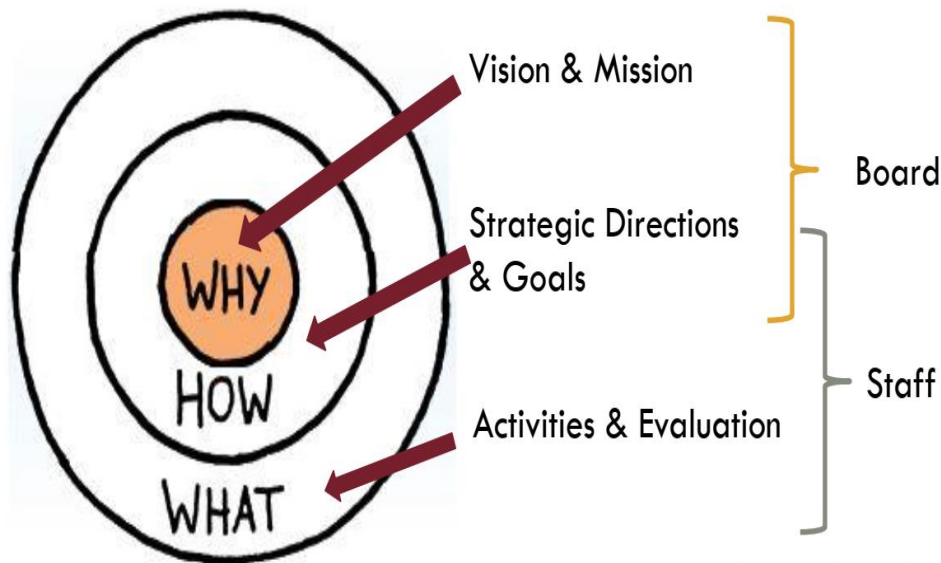 Vision & Mission
Board
Strategic Directions
& Goals
WHY
HOW
Staff
Activities & Evaluation
WHAT